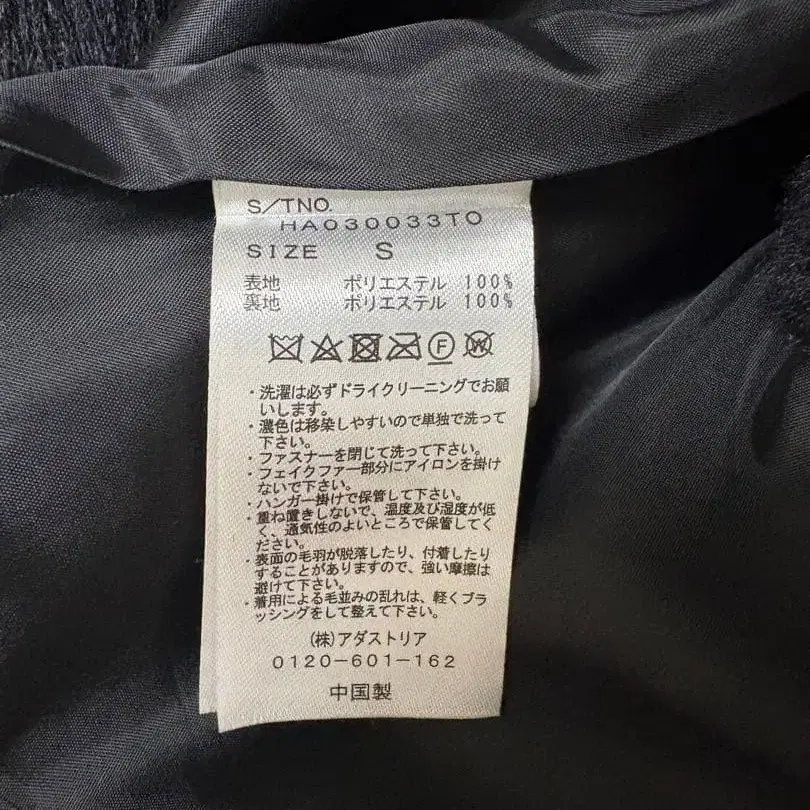 S/TNO.
HA030033TO
SIZE S
表地 ポリエステル 100%
裏地 ポリエステル 100%
F W
・洗濯は必ずドライクリーニングでお願
いします。
・濃色は移染しやすいので単独で洗って
下さい。
・ファスナーを閉じて洗って下さい。
・フェイクファー部分にアイロンを掛け
ないで下さい。
・ハンガー掛けで保管して下さい。
・重ね置きしないで、温度及び湿度が低
く、通気性のよいところで保管してく
ださい。
・表面の毛羽が脱落したり、付着したり
することがありますので、強い摩擦は
避けて下さい。
・着用による毛並みの乱れは、軽くブラ
ッシングをして整えて下さい。
(株)アダストリア
0120-601-162
中国製